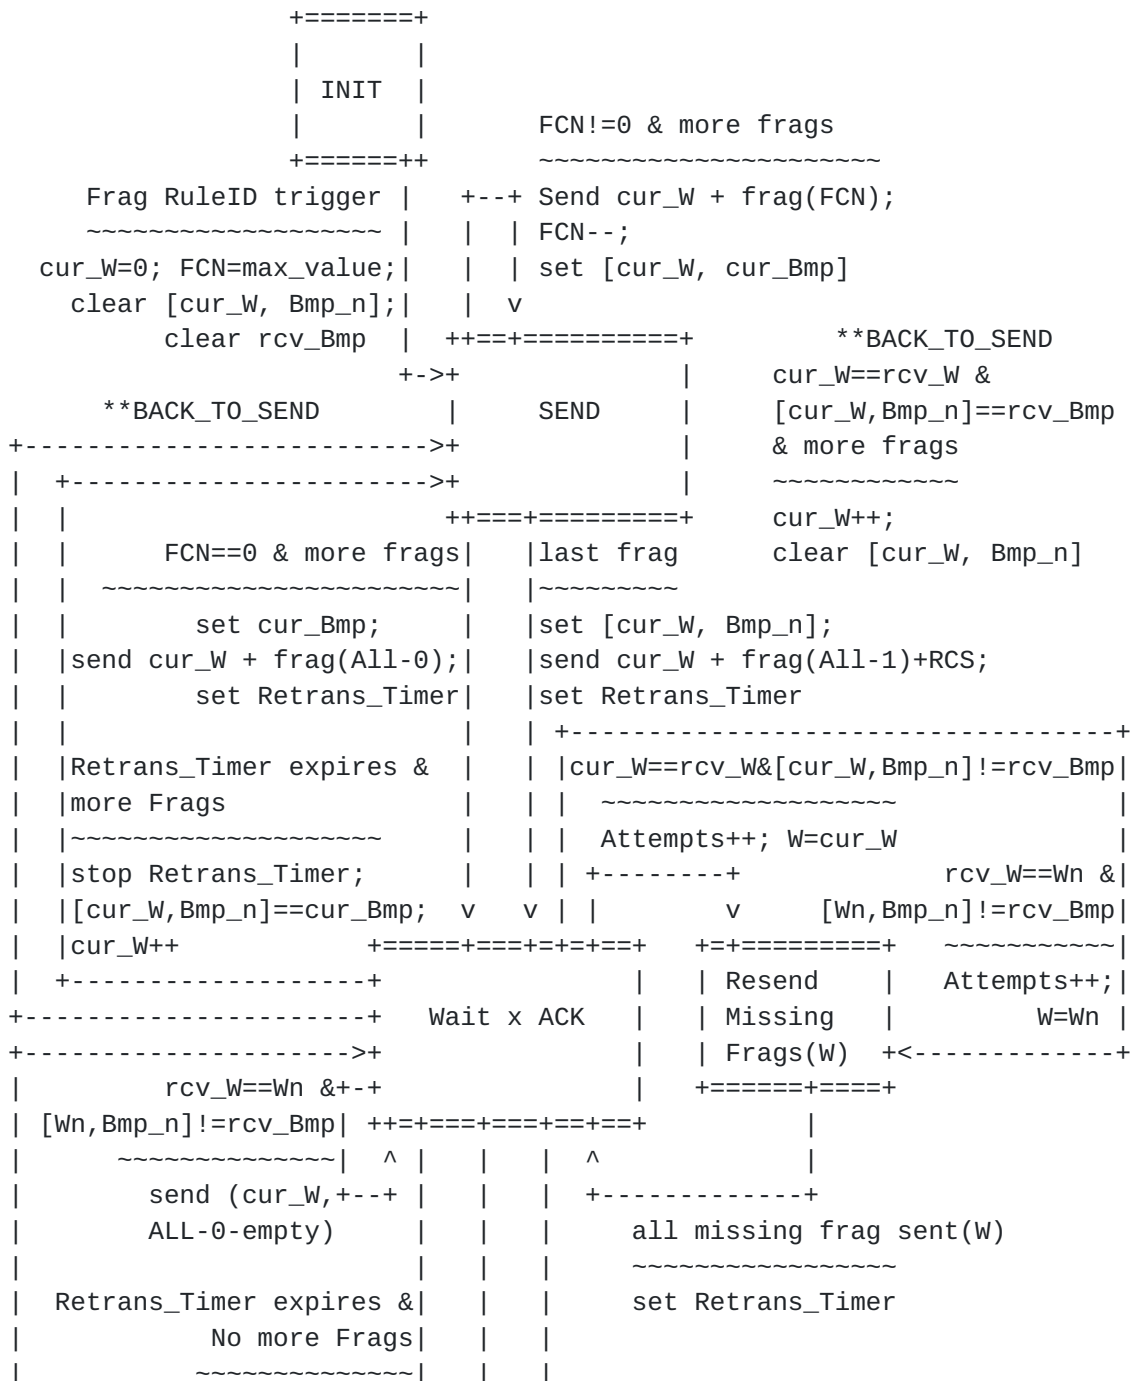 +=======+
                  |       |
                  | INIT  |
                  |       |       FCN!=0 & more frags
                  +======++       ~~~~~~~~~~~~~~~~~~~~~~
     Frag RuleID trigger |   +--+ Send cur_W + frag(FCN);
     ~~~~~~~~~~~~~~~~~~~ |   |  | FCN--;
  cur_W=0; FCN=max_value;|   |  | set [cur_W, cur_Bmp]
    clear [cur_W, Bmp_n];|   |  v
          clear rcv_Bmp  |  ++==+==========+         **BACK_TO_SEND
                         +->+              |     cur_W==rcv_W &
      **BACK_TO_SEND        |     SEND     |     [cur_W,Bmp_n]==rcv_Bmp
+-------------------------->+              |     & more frags
|  +----------------------->+              |     ~~~~~~~~~~~~
|  |                        ++===+=========+     cur_W++;
|  |      FCN==0 & more frags|   |last frag      clear [cur_W, Bmp_n]
|  |  ~~~~~~~~~~~~~~~~~~~~~~~|   |~~~~~~~~~
|  |        set cur_Bmp;     |   |set [cur_W, Bmp_n];
|  |send cur_W + frag(All-0);|   |send cur_W + frag(All-1)+RCS;
|  |        set Retrans_Timer|   |set Retrans_Timer
|  |                         |   | +-----------------------------------+
|  |Retrans_Timer expires &  |   | |cur_W==rcv_W&[cur_W,Bmp_n]!=rcv_Bmp|
|  |more Frags               |   | |  ~~~~~~~~~~~~~~~~~~~              |
|  |~~~~~~~~~~~~~~~~~~~~     |   | |  Attempts++; W=cur_W              |
|  |stop Retrans_Timer;      |   | | +--------+             rcv_W==Wn &|
|  |[cur_W,Bmp_n]==cur_Bmp;  v   v | |        v     [Wn,Bmp_n]!=rcv_Bmp|
|  |cur_W++            +=====+===+=+=+==+   +=+=========+   ~~~~~~~~~~~|
|  +-------------------+                |   | Resend    |   Attempts++;|
+----------------------+   Wait x ACK   |   | Missing   |         W=Wn |
+--------------------->+                |   | Frags(W)  +<-------------+
|         rcv_W==Wn &+-+                |   +======+====+
| [Wn,Bmp_n]!=rcv_Bmp| ++=+===+===+==+==+          |
|      ~~~~~~~~~~~~~~|  ^ |   |   |  ^             |
|        send (cur_W,+--+ |   |   |  +-------------+
|        ALL-0-empty)     |   |   |     all missing frag sent(W)
|                         |   |   |     ~~~~~~~~~~~~~~~~~
|  Retrans_Timer expires &|   |   |     set Retrans_Timer
|            No more Frags|   |   |
|           ~~~~~~~~~~~~~~|   |   |